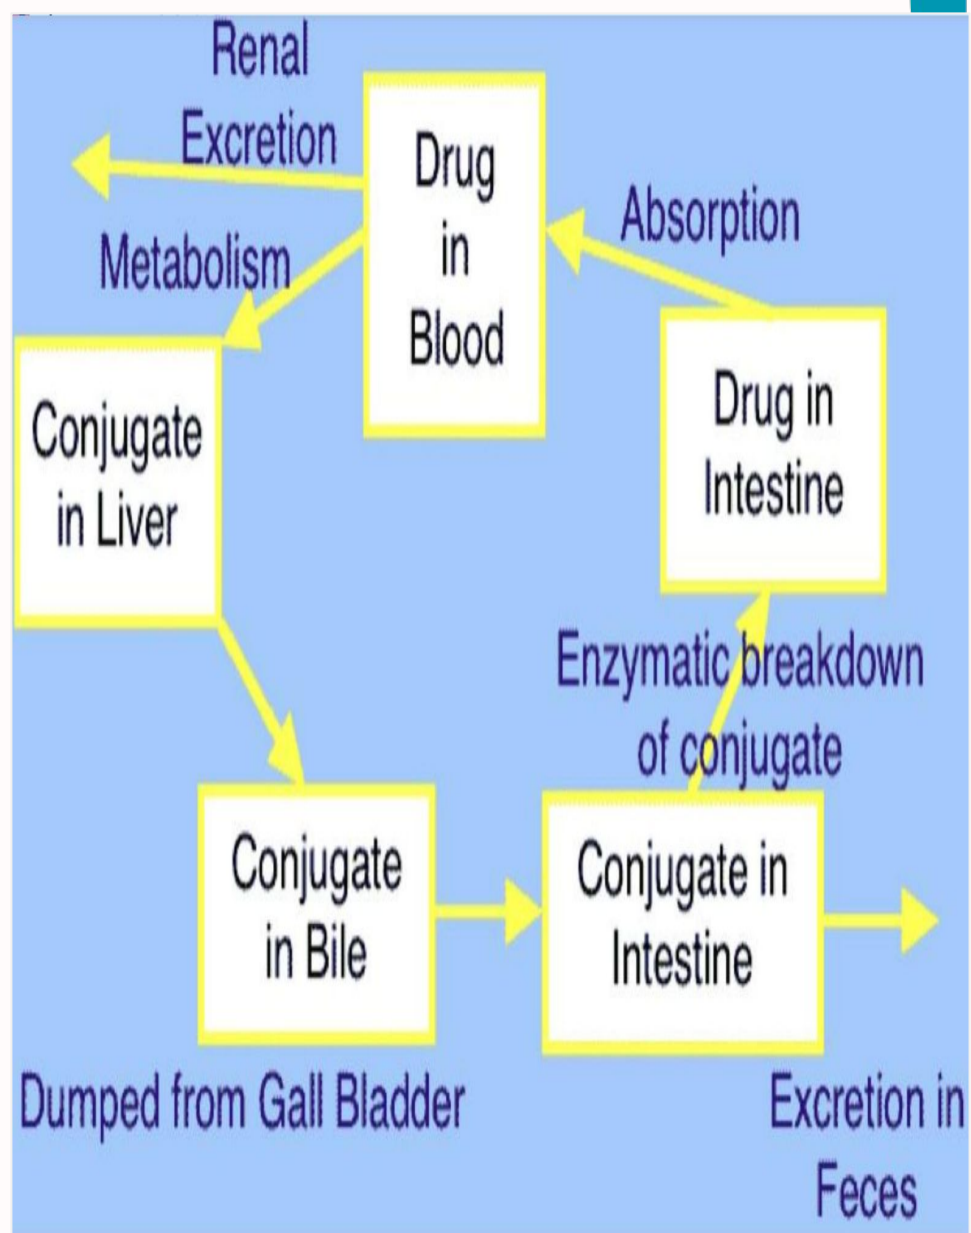 Renal
Excretion
Drug
in
Blood
Absorption
Metabolism
Conjugate
in Liver
Drug in
Intestine
Enzymatic breakdown
of conjugate
Conjugate
in Bile
Conjugate in
Intestine
Dumped from Gall Bladder
Excretion in
Feces